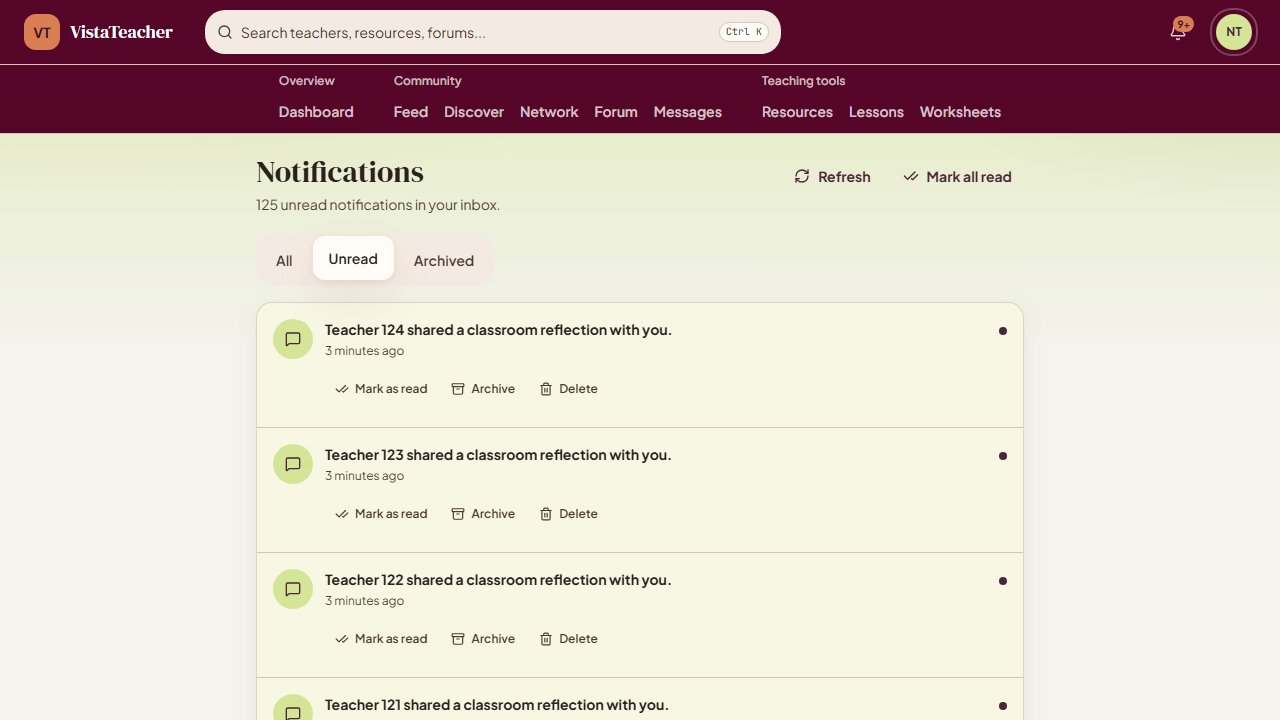 VT VistaTeacher
Search teachers, resources, forums... Ctrl K
9+
NT
Overview
Dashboard
Community
Feed Discover Network Forum Messages
Teaching tools
Resources Lessons Worksheets
Notifications
125 unread notifications in your inbox.
Refresh Mark all read
All Unread Archived
Teacher 124 shared a classroom reflection with you.
3 minutes ago
Mark as read Archive Delete
Teacher 123 shared a classroom reflection with you.
3 minutes ago
Mark as read Archive Delete
Teacher 122 shared a classroom reflection with you.
3 minutes ago
Mark as read Archive Delete
Teacher 121 shared a classroom reflection with you.